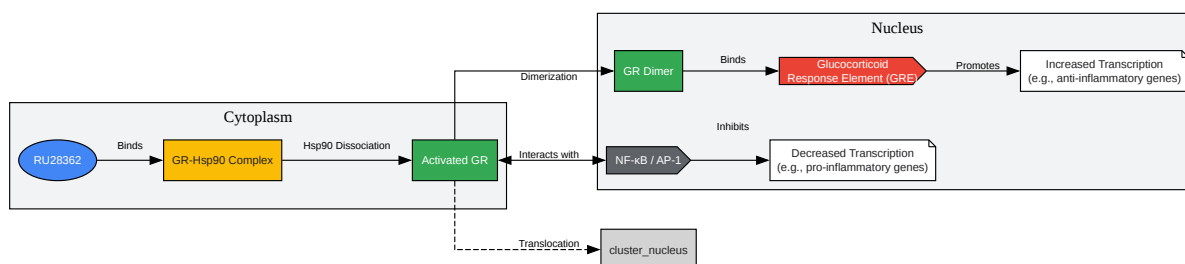 Nucleus
GR Dimer
Binds
Glucocorticoid
Response Element (GRE)
Promotes
Increased Transcription
(e.g., anti-inflammatory genes)
Dimerization
Cytoplasm
RU28362
Binds
GR-Hsp90 Complex
Hsp90 Dissociation
Activated GR
Interacts with
NF-κB / AP-1
Inhibits
Decreased Transcription
(e.g., pro-inflammatory genes)
Translocation
cluster_nucleus